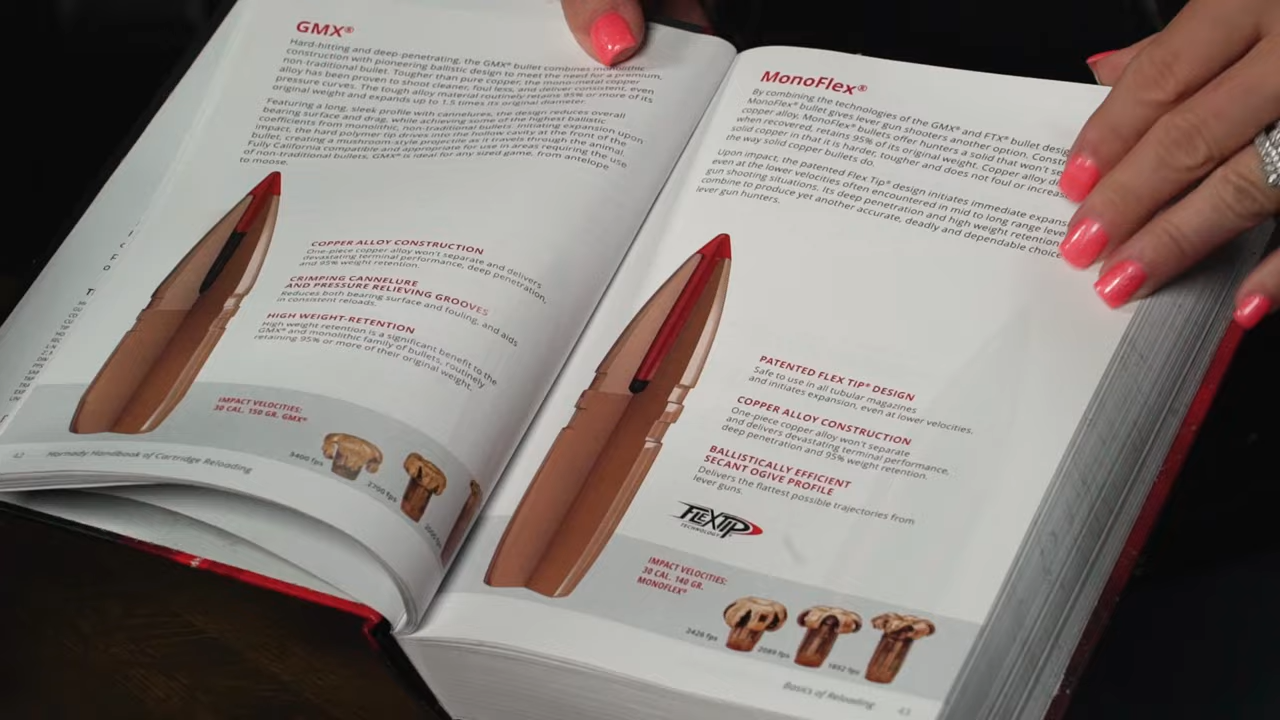 GMX®
Hard-hitting and deep-penetrating, the GMX® bullet combines monolithic
construction with pioneering ballistic design to meet the need for a premium,
non-traditional bullet. Tougher than pure copper, the mono-metal copper
alloy has been proven to shoot cleaner, foul less, and deliver consistent, even
pressure curves. The tough alloy material routinely retains 95% or more of its
original weight and expands up to 1.5 times its original diameter.
Featuring a long, sleek profile with cannelures, the design reduces overall
bearing surface and drag, while achieving some of the highest ballistic
coefficients from monolithic, non-traditional bullets. Initiating expansion upon
impact, the hard polymer tip drives into the hollow cavity at the front of the
bullet, creating a mushroom-style projectile as it travels through the animal.
Fully California compatible and appropriate for use in areas requiring the use
of non-traditional bullets, GMX® is ideal for any sized game, from antelope
to moose.
COPPER ALLOY CONSTRUCTION
One-piece copper alloy won't separate and delivers
devastating terminal performance, deep penetration,
and 95% weight retention.
CRIMPING CANNELURE
AND PRESSURE RELIEVING GROOVES
Reduces both bearing surface and fouling, and aids
in consistent reloads.
HIGH WEIGHT-RETENTION
High weight retention is a significant benefit to the
GMX® and monolithic family of bullets, routinely
retaining 95% or more of their original weight.
IMPACT VELOCITIES:
30 CAL. 150 GR. GMX®
3400 fps
2700 fps
42 Hornady Handbook of Cartridge Reloading
MonoFlex®
By combining the technologies of the GMX® and FTX® bullet
MonoFlex® bullet gives lever gun shooters another option.
copper alloy, MonoFlex® bullets offer hunters a solid that won't
when recovered, retains 95% of its original weight. Copper alloy
solid copper in that it is harder, tougher and does not foul or
the way solid copper bullets do.
Upon impact, the patented Flex Tip® design initiates immediate
even at the lower velocities often encountered in mid to long range
gun shooting situations. Its deep penetration and high weight retention
combine to produce yet another accurate, deadly and dependable choice
lever gun hunters.
PATENTED FLEX TIP® DESIGN
Safe to use in all tubular magazines
and initiates expansion, even at lower velocities.
COPPER ALLOY CONSTRUCTION
One-piece copper alloy won't separate
and delivers devastating terminal performance,
deep penetration and 95% weight retention.
BALLISTICALLY EFFICIENT
SECANT OGIVE PROFILE
Delivers the flattest possible trajectories from
lever guns.
FLEXTIP
TECHNOLOGY
IMPACT VELOCITIES:
30 CAL. 140 GR.
MONOFLEX®
2426 fps
2089 fps
1852 fps
Basics of Reloading 43